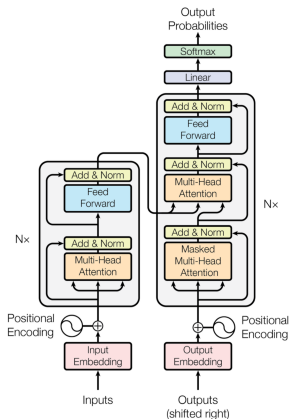 Output
Probabilities
Softmax
Linear
Add & Norm
Feed
Forward
Add & Norm
Multi-Head
Attention
Add & Norm
Masked
Multi-Head
Attention
N×
Add & Norm
Feed
Forward
N×
Add & Norm
Multi-Head
Attention
Positional
Encoding
Positional
Encoding
Input
Embedding
Output
Embedding
Inputs
Outputs
(shifted right)